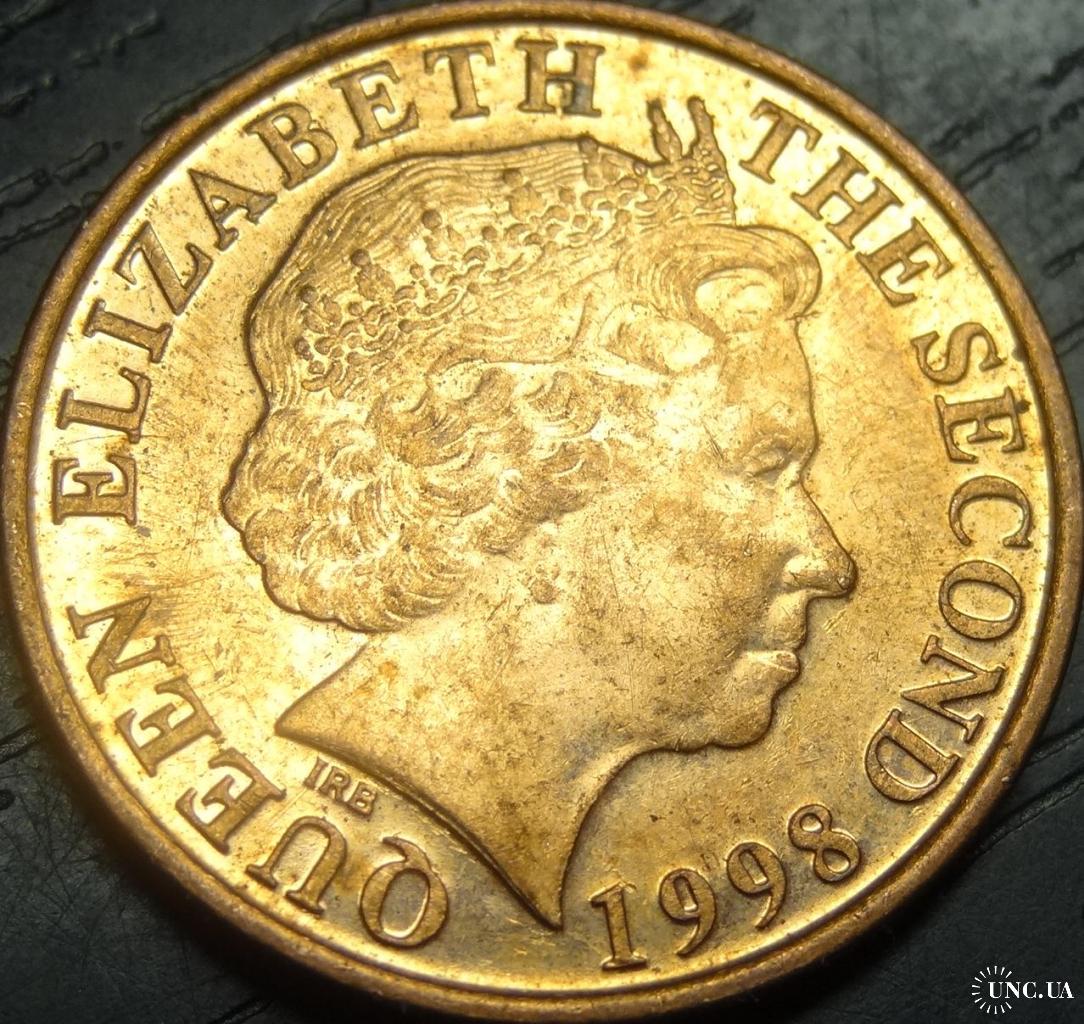 QUEEN ELIZABETH THE SECOND
1998
IRB
UNC.UA